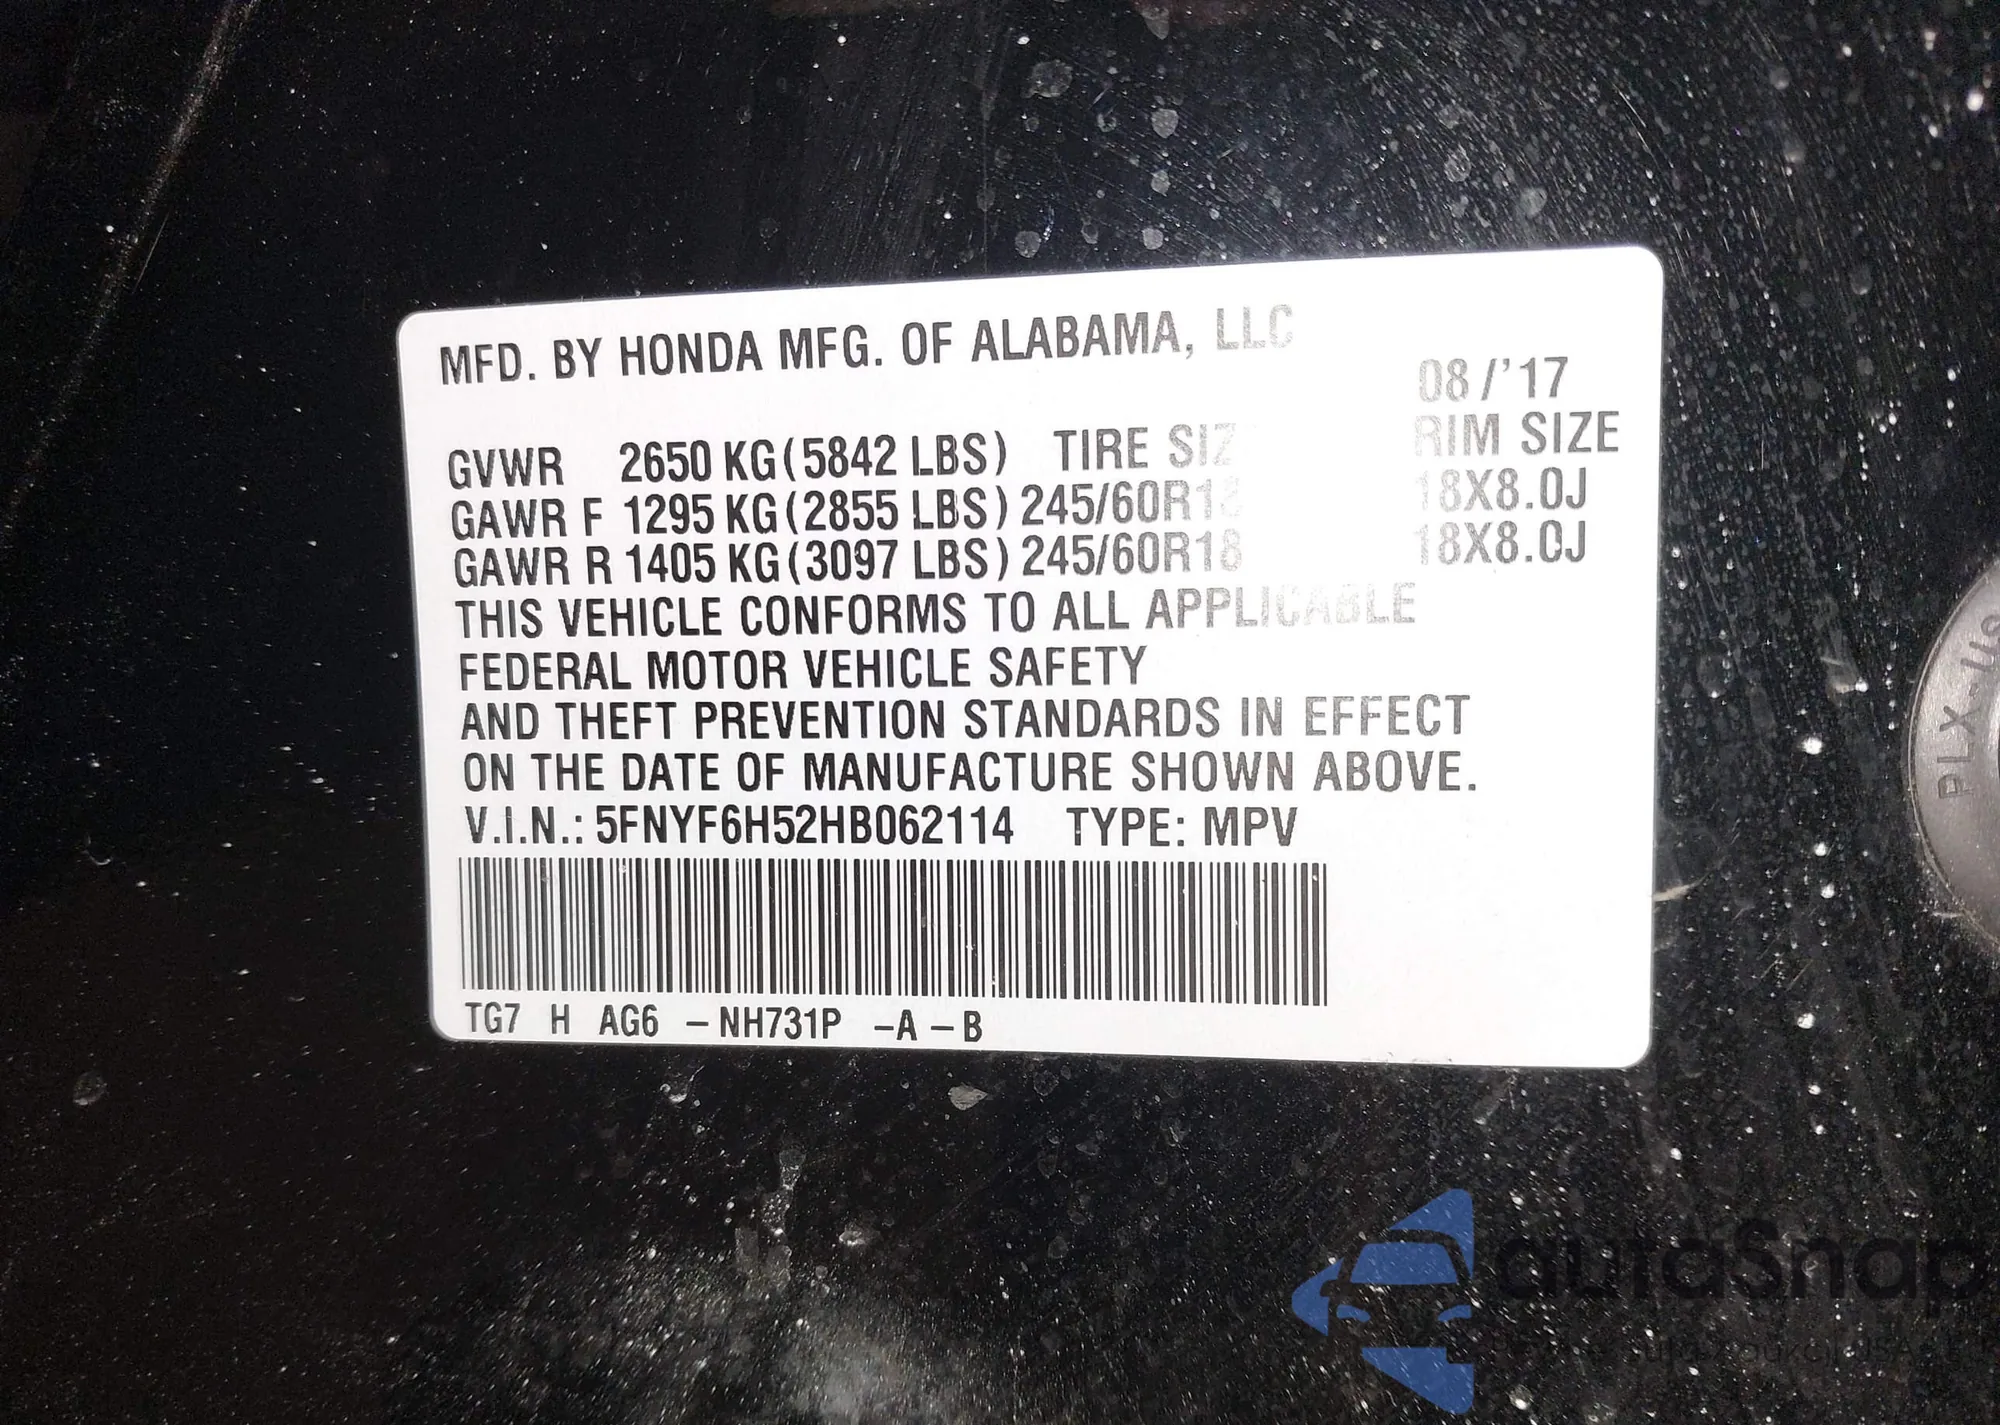 MFD. BY HONDA MFG. OF ALABAMA, LLC
08/'17
GVWR 2650 KG (5842 LBS) TIRE SIZ RIM SIZE
GAWR F 1295 KG (2855 LBS) 245/60R18 18X8.0J
GAWR R 1405 KG (3097 LBS) 245/60R18 18X8.0J
THIS VEHICLE CONFORMS TO ALL APPLICABLE
FEDERAL MOTOR VEHICLE SAFETY
AND THEFT PREVENTION STANDARDS IN EFFECT
ON THE DATE OF MANUFACTURE SHOWN ABOVE.
V.I.N.: 5FNYF6H52HB062114 TYPE: MPV
TG7 H AG6 -NH731P -A -B
PLX-US
autoSnap